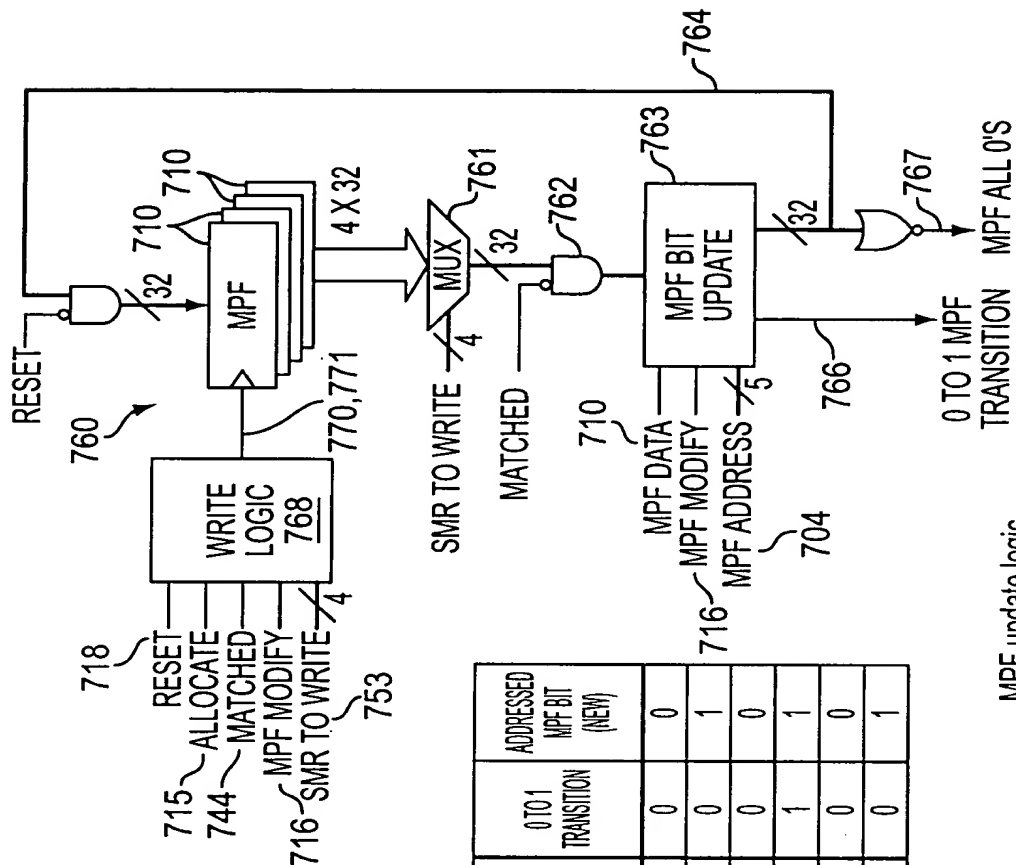 RESET
760
32
710
710
MPF
4 X 32
764
770,771
WRITE
LOGIC
768
718
RESET
715 ALLOCATE
744 MATCHED
716 MPF MODIFY
SMR TO WRITE
4
753
MUX
761
4
32
SMR TO WRITE
762
MATCHED
763
MPF BIT
UPDATE
710
MPF DATA
716 MPF MODIFY
MPF ADDRESS
5
704
32
766
767
0 TO 1 MPF
TRANSITION
MPF ALL 0'S
0 TO 1
TRANSITION
ADDRESSED
MPF BIT
(NEW)
0 0
0 1
0 0
1 1
0 0
0 1
MPF update logic